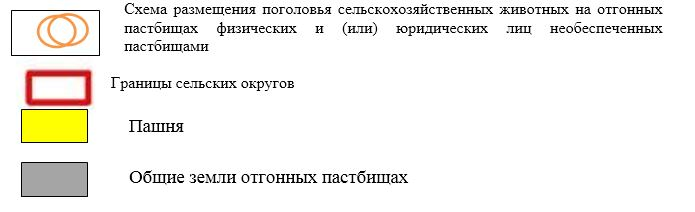 Схема размещения поголовья сельскохозяйственных животных на отгонных
пастбищах физических и (или) юридических лиц необеспеченных
пастбищами
Границы сельских округов
Пашня
Общие земли отгонных пастбищах